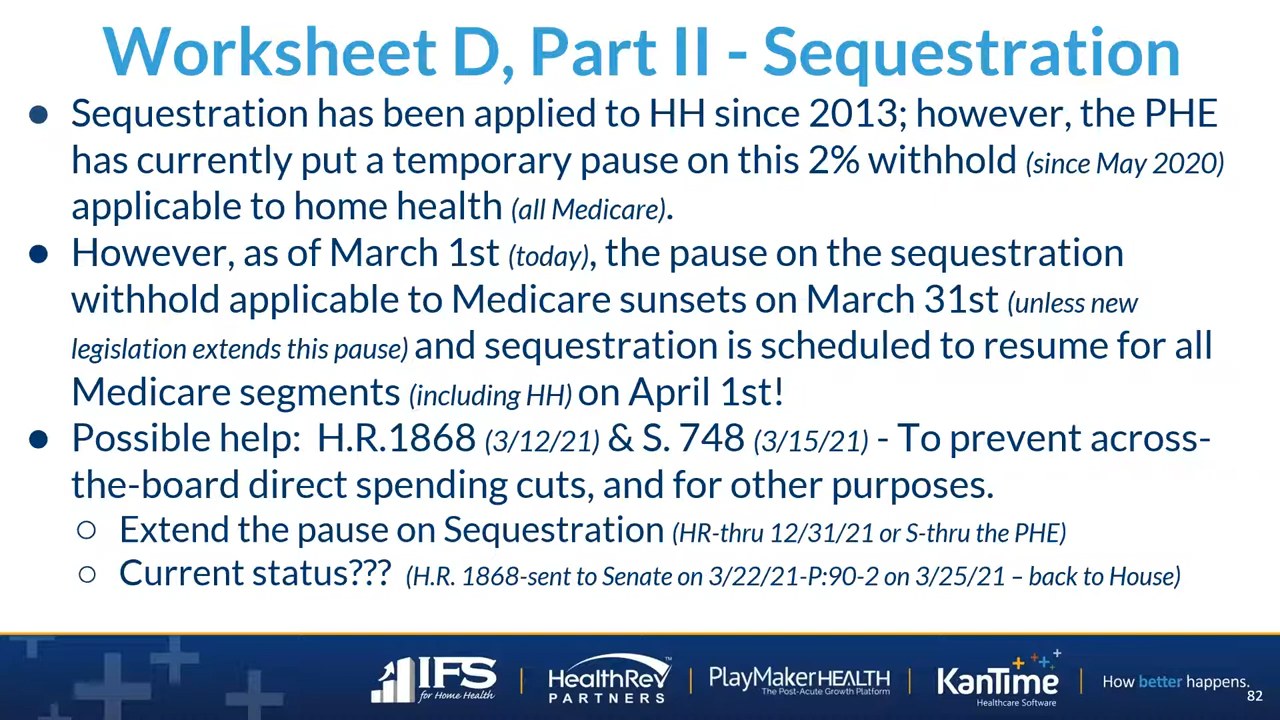 Worksheet D, Part II - Sequestration
● Sequestration has been applied to HH since 2013; however, the PHE
has currently put a temporary pause on this 2% withhold (since May 2020)
applicable to home health (all Medicare).
● However, as of March 1st (today), the pause on the sequestration
withhold applicable to Medicare sunsets on March 31st (unless new
legislation extends this pause) and sequestration is scheduled to resume for all
Medicare segments (including HH) on April 1st!
● Possible help: H.R.1868 (3/12/21) & S. 748 (3/15/21) - To prevent across-
the-board direct spending cuts, and for other purposes.
○ Extend the pause on Sequestration (HR-thru 12/31/21 or S-thru the PHE)
○ Current status??? (H.R. 1868-sent to Senate on 3/22/21-P:90-2 on 3/25/21 – back to House)
IFS
for Home Health
HealthRev™
PARTNERS
PlayMakerHEALTH
The Post-Acute Growth Platform
KanTime
Healthcare Software
How better happens.
82